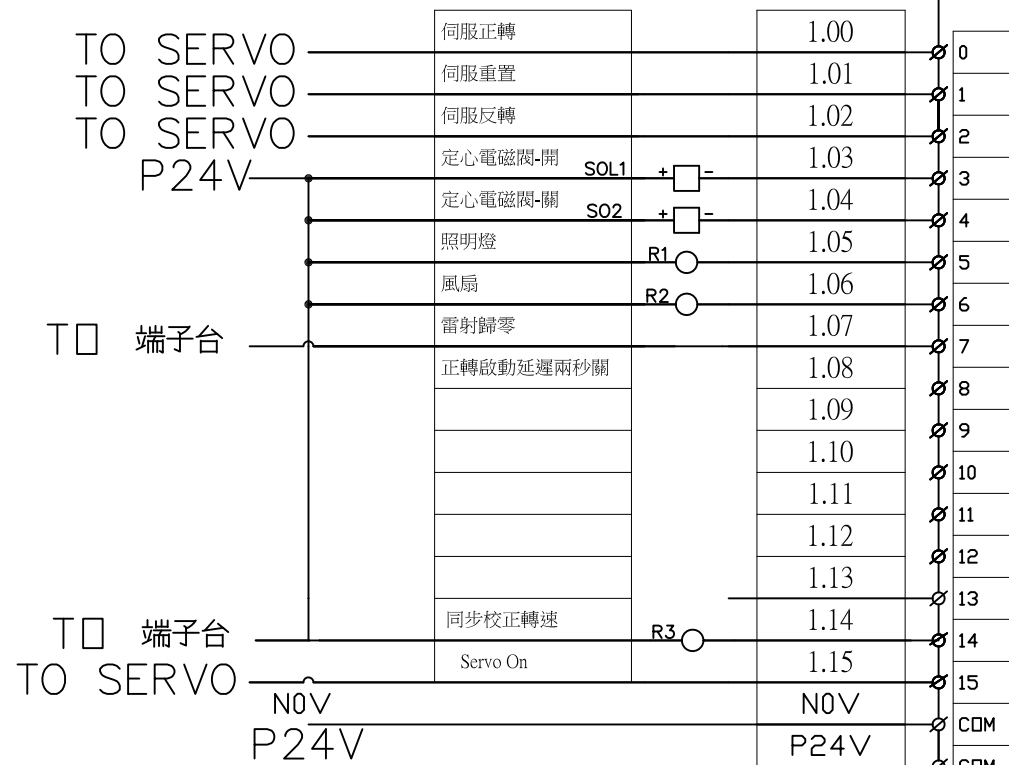 伺服正轉 1.00
TO SERVO 0
伺服重置 1.01
TO SERVO 1
伺服反轉 1.02
TO SERVO 2
定心電磁閥-開 1.03
P24V SOL1 + - 3
定心電磁閥-關 1.04
SO2 + - 4
照明燈 1.05
R1 5
風扇 1.06
R2 6
雷射歸零 1.07
TO 端子台 7
正轉啟動延遲兩秒關 1.08
8
1.09
9
1.10
10
1.11
11
1.12
12
1.13
13
同步校正轉速 1.14
TO 端子台 R3 14
Servo On 1.15
TO SERVO 15
N0V N0V
COM
P24V P24V
COM